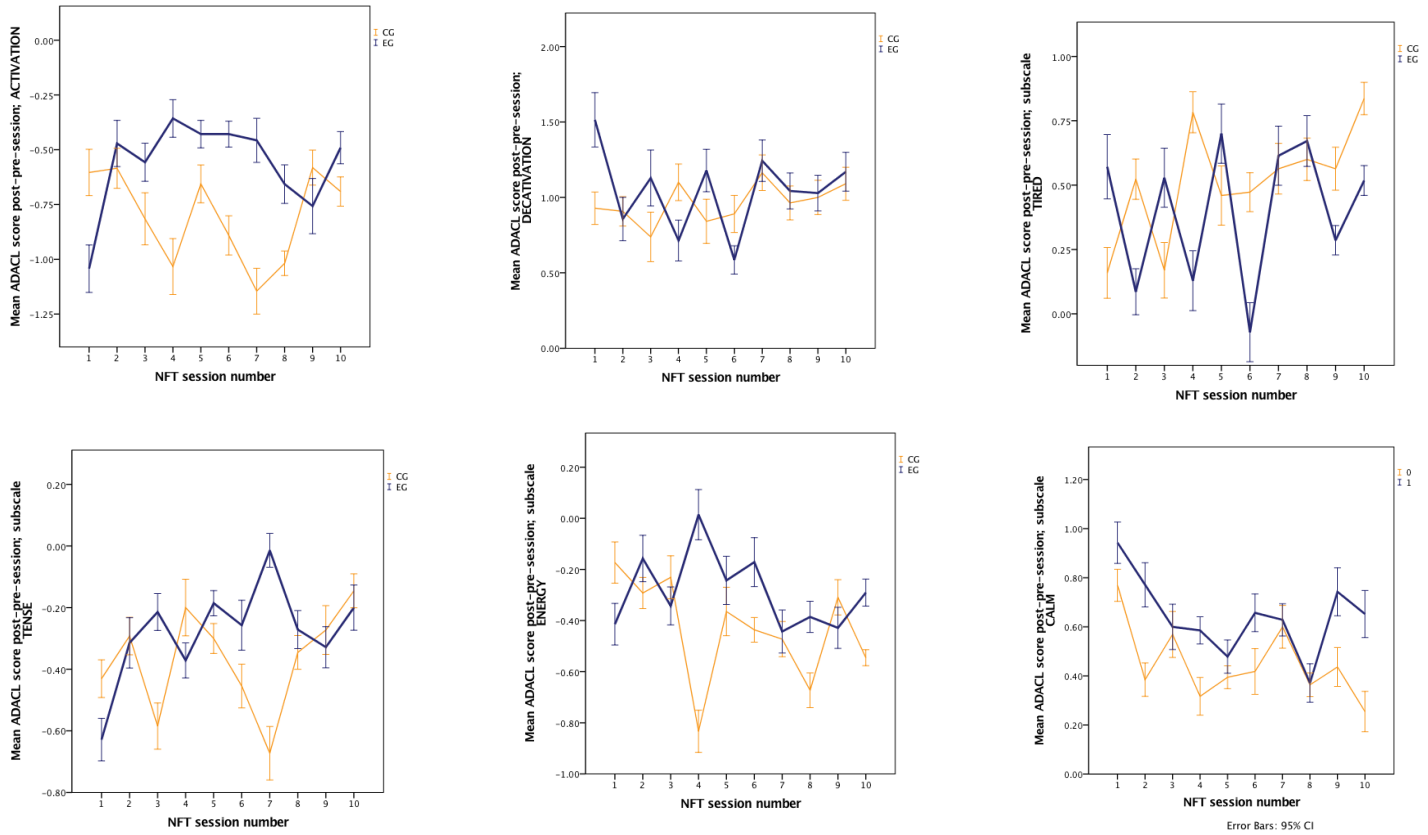 Mean ADACL score post-pre-session; ACTIVATION
0.00
-0.25
-0.50
-0.75
-1.00
-1.25
1 2 3 4 5 6 7 8 9 10
NFT session number
CG
EG
Mean ADACL score post-pre-session;
DECATIVATION
2.00
1.50
1.00
0.50
0.00
1 2 3 4 5 6 7 8 9 10
NFT session number
CG
EG
Mean ADACL score post-pre-session; subscale
TIRED
1.00
0.75
0.50
0.25
0.00
1 2 3 4 5 6 7 8 9 10
NFT session number
CG
EG
Mean ADACL score post-pre-session; subscale
TENSE
0.20
0.00
-0.20
-0.40
-0.60
-0.80
1 2 3 4 5 6 7 8 9 10
NFT session number
CG
EG
Mean ADACL score post-pre-session; subscale
ENERGY
0.20
0.00
-0.20
-0.40
-0.60
-0.80
-1.00
1 2 3 4 5 6 7 8 9 10
NFT session number
CG
EG
Mean ADACL score post-pre-session; subscale
CALM
1.20
1.00
0.80
0.60
0.40
0.20
0.00
1 2 3 4 5 6 7 8 9 10
NFT session number
0
1
Error Bars: 95% CI